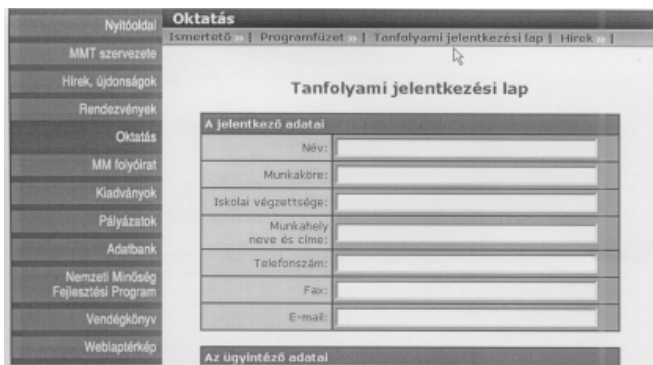 Nyitóoldal
MMT szervezete
Hírek, újdonságok
Rendezvények
Oktatás
MM folyóirat
Kiadványok
Pályázatok
Adatbank
Nemzeti Minőség
Fejlesztési Program
Vendégkönyv
Weblaptérkép
Oktatás
Ismertető » | Programfüzet » | Tanfolyami jelentkezési lap | Hírek » |
Tanfolyami jelentkezési lap
A jelentkező adatai
Név:
Munkaköre:
Iskolai végzettsége:
Munkahely
neve és címe:
Telefonszám:
Fax:
E-mail:
Az ügyintéző adatai